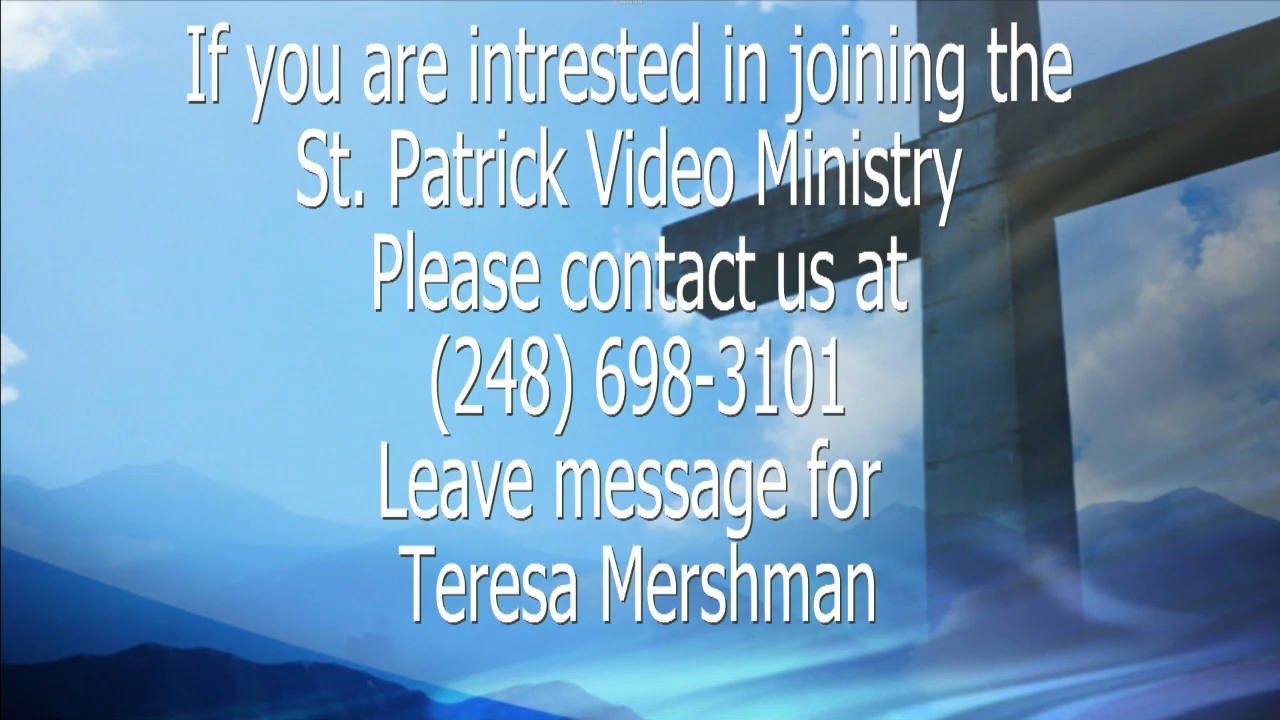 If you are intrested in joining the
St. Patrick Video Ministry
Please contact us at
(248) 698-3101
Leave message for
Teresa Mershman